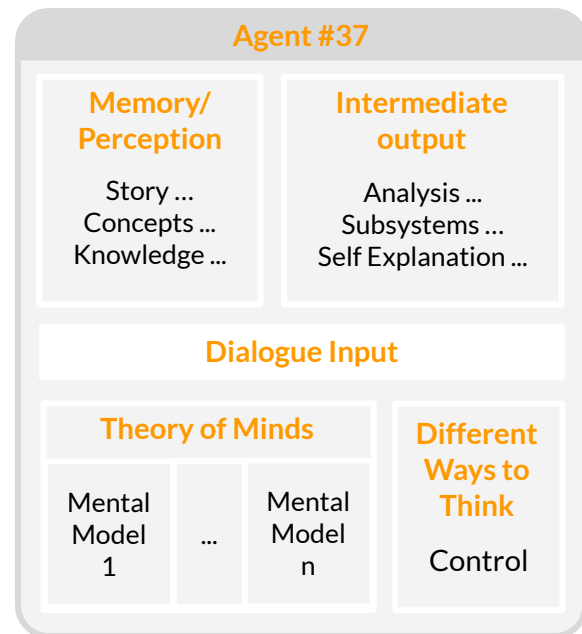 Agent #37
Memory/
Perception
Story ...
Concepts ...
Knowledge ...
Intermediate
output
Analysis ...
Subsystems ...
Self Explanation ...
Dialogue Input
Theory of Minds
Mental
Model
1
...
Mental
Model
n
Different
Ways to
Think
Control